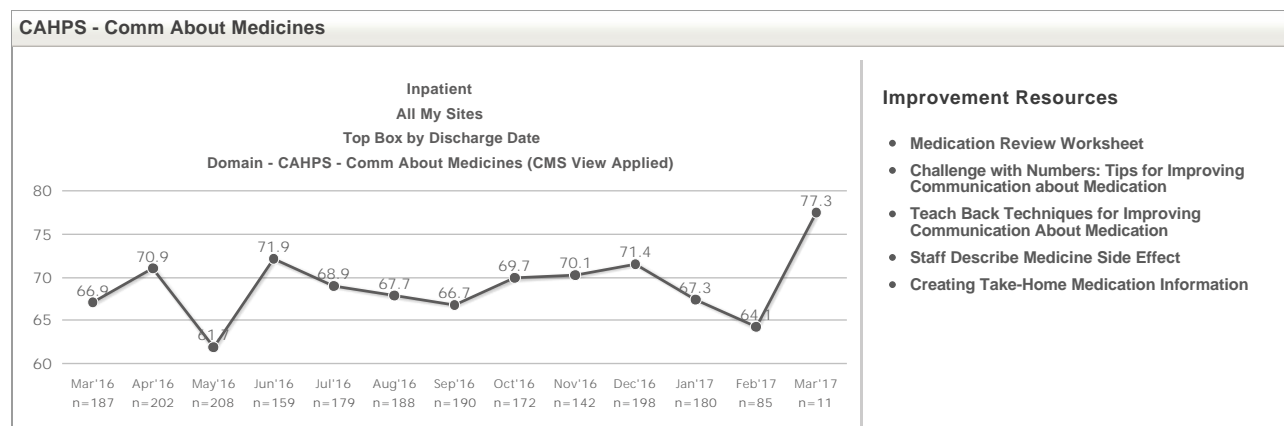 CAHPS - Comm About Medicines
Inpatient
All My Sites
Top Box by Discharge Date
Domain - CAHPS - Comm About Medicines (CMS View Applied)
80
75
70
65
60
66.9
70.9
61.7
71.9
68.9
67.7
66.7
69.7
70.1
71.4
67.3
64.1
77.3
Mar'16 Apr'16 May'16 Jun'16 Jul'16 Aug'16 Sep'16 Oct'16 Nov'16 Dec'16 Jan'17 Feb'17 Mar'17
n=187 n=202 n=208 n=159 n=179 n=188 n=190 n=172 n=142 n=198 n=180 n=85 n=11
Improvement Resources
• Medication Review Worksheet
• Challenge with Numbers: Tips for Improving
Communication about Medication
• Teach Back Techniques for Improving
Communication About Medication
• Staff Describe Medicine Side Effect
• Creating Take-Home Medication Information